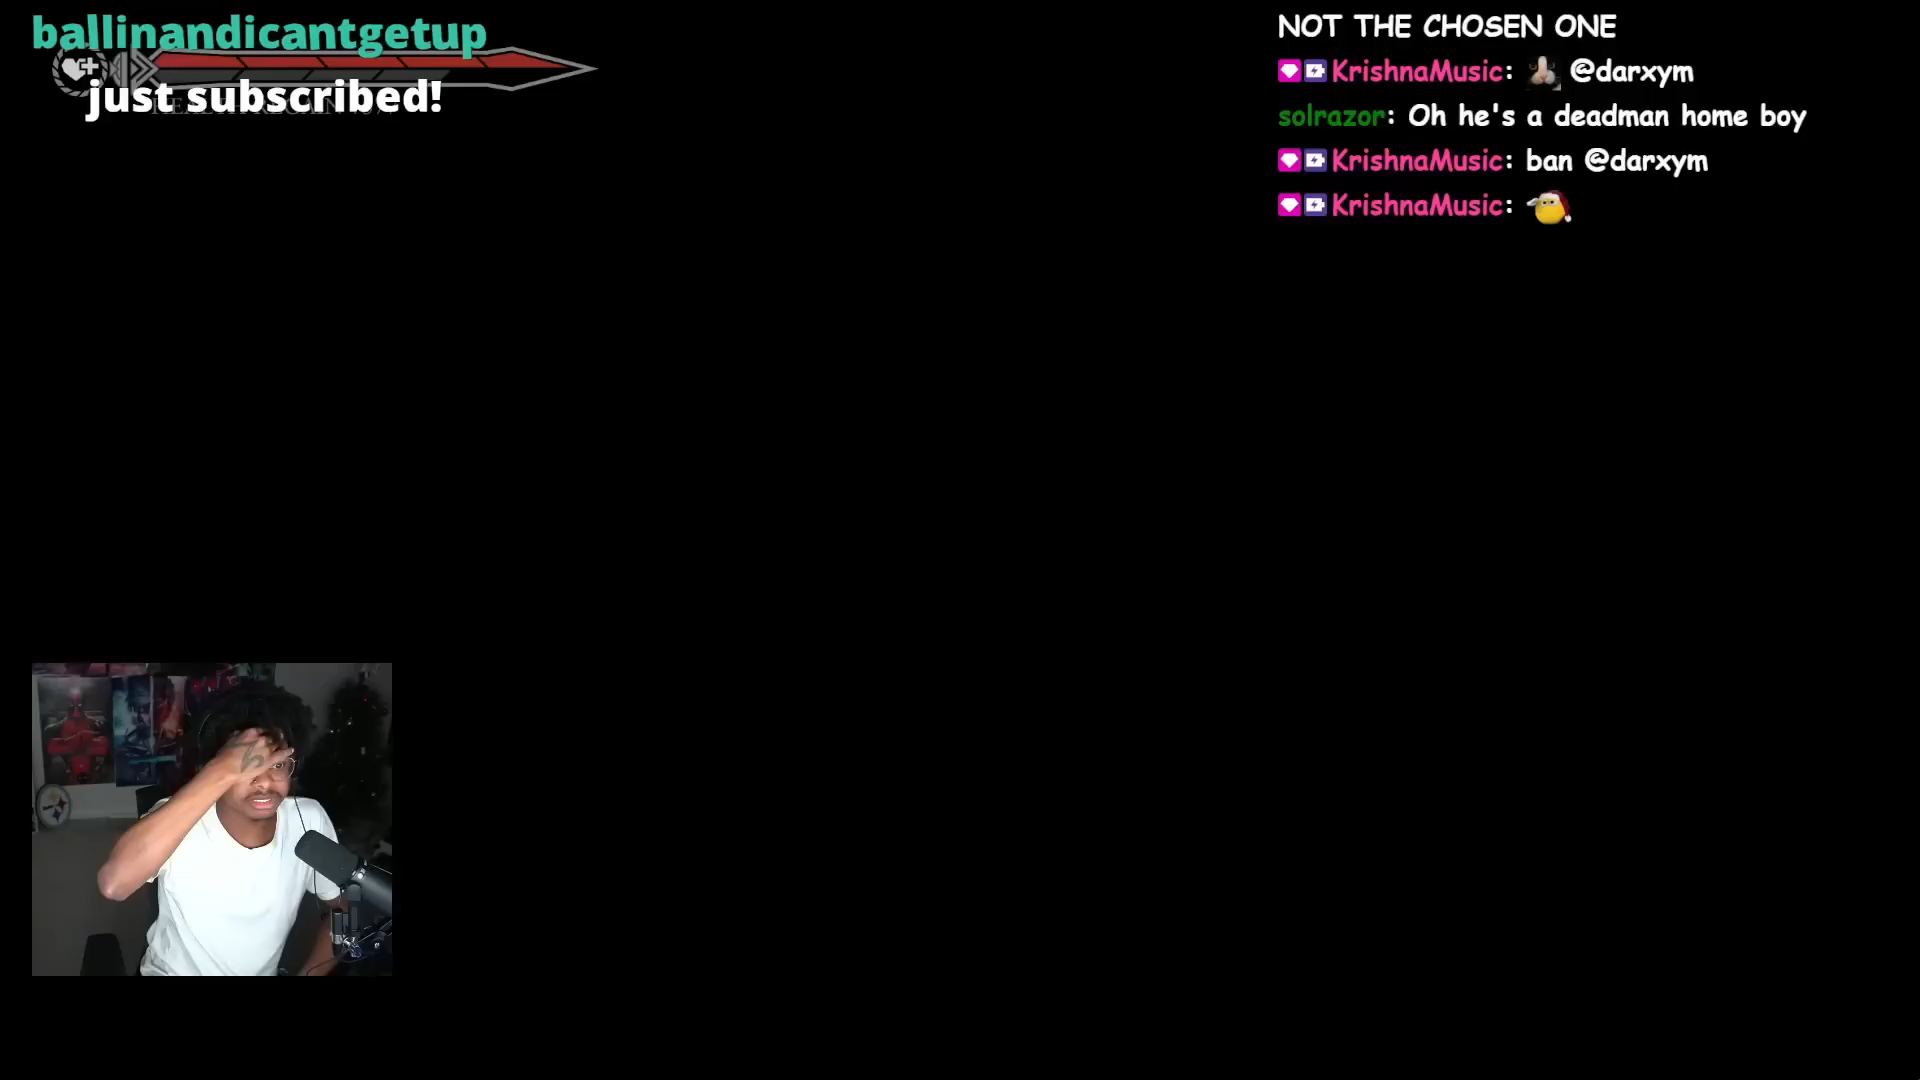 ballinandicantgetup
just subscribed!
NOT THE CHOSEN ONE
KrishnaMusic: @darxym
solrazor: Oh he's a deadman home boy
KrishnaMusic: ban @darxym
KrishnaMusic: